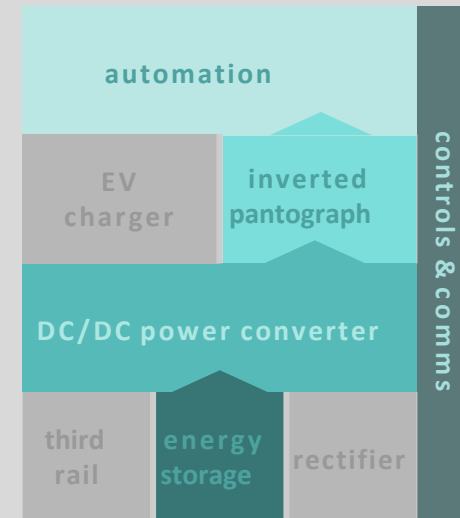 automation
EV
charger
inverted
pantograph
DC/DC power converter
third
rail
energy
storage
rectifier
controls & comms